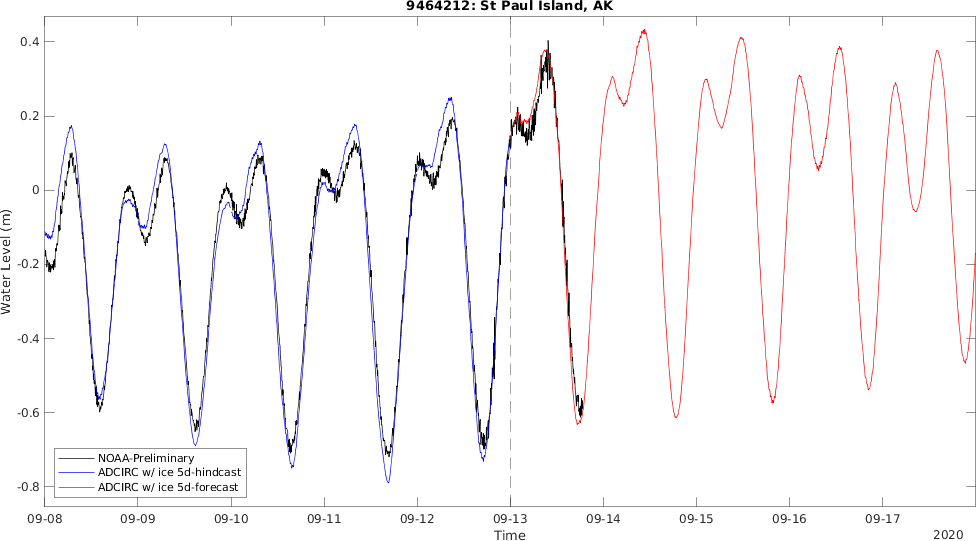 9464212: St Paul Island, AK
0.4
0.2
0
-0.2
-0.4
-0.6
-0.8
Water Level (m)
NOAA-Preliminary
ADCIRC w/ ice 5d-hindcast
ADCIRC w/ ice 5d-forecast
09-08 09-09 09-10 09-11 09-12 09-13 09-14 09-15 09-16 09-17
Time
2020